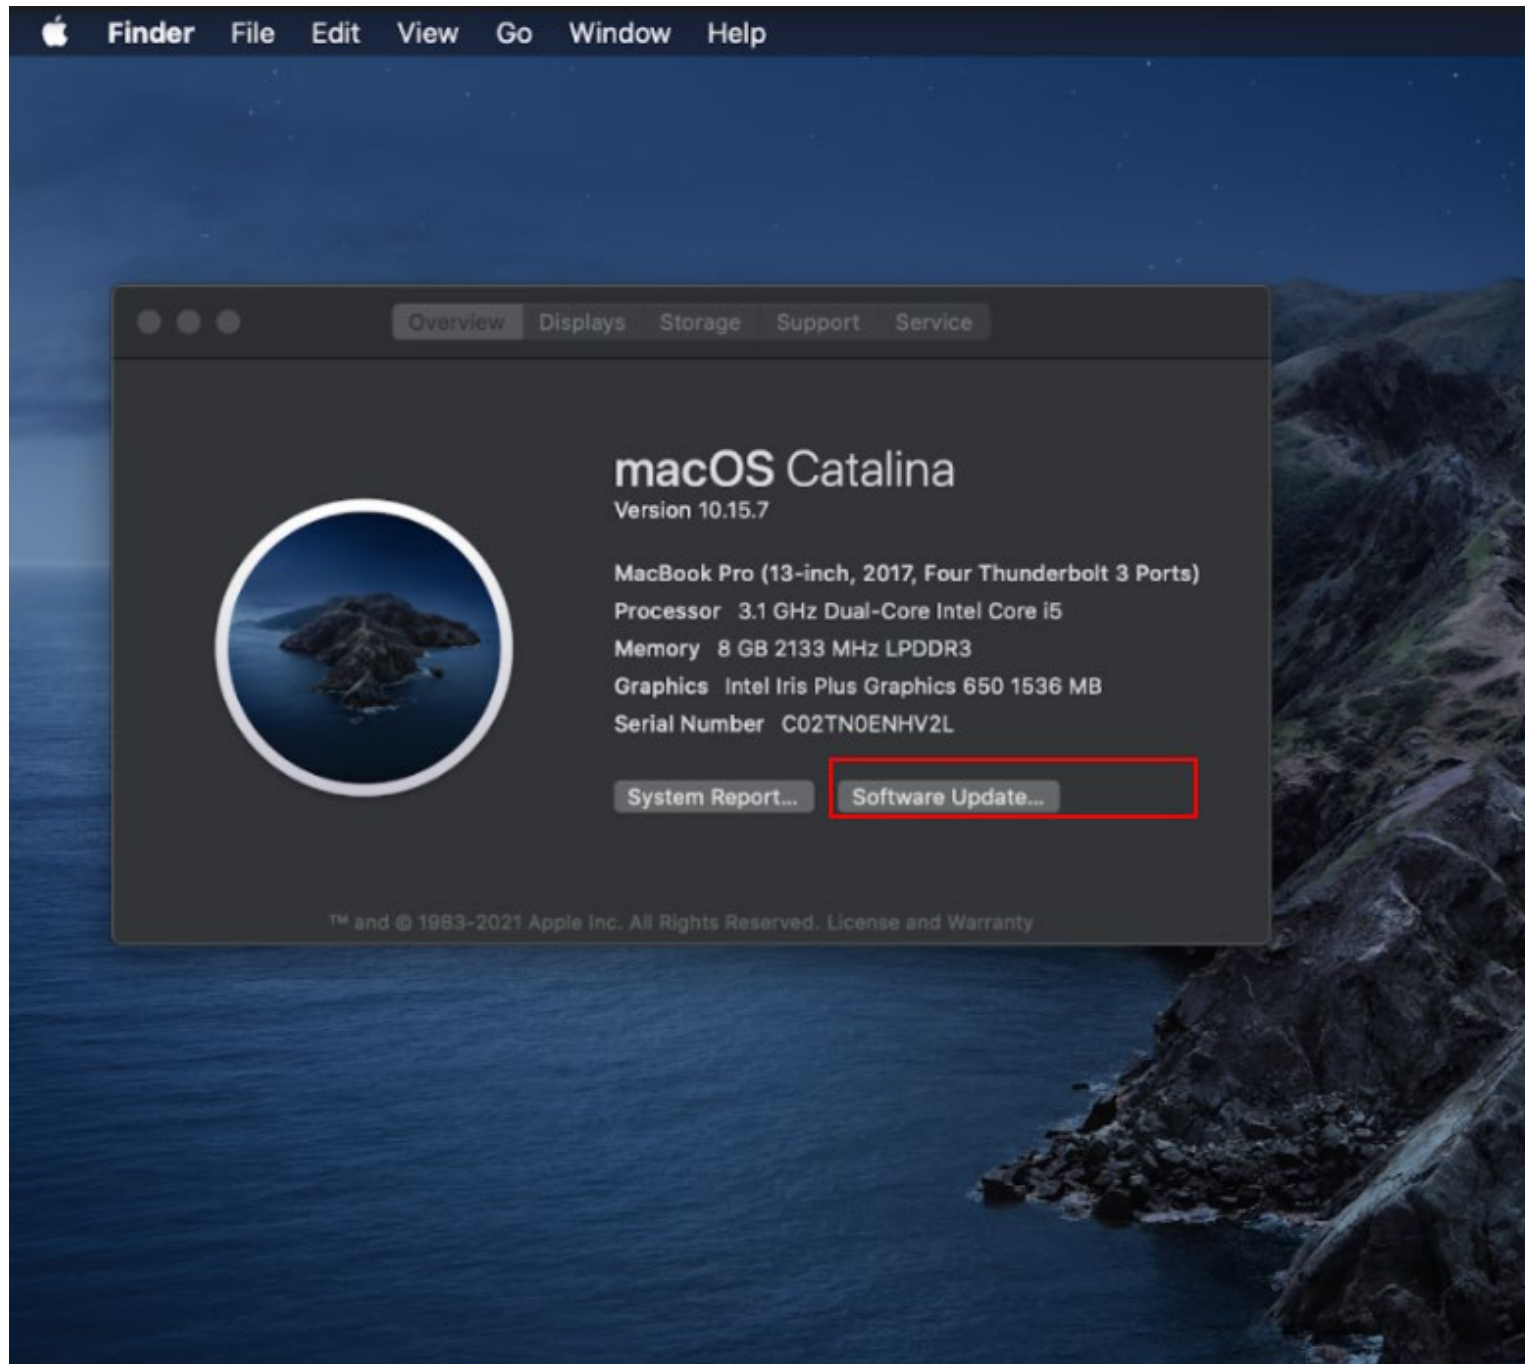 Finder File Edit View Go Window Help
Overview Displays Storage Support Service
macOS Catalina
Version 10.15.7
MacBook Pro (13-inch, 2017, Four Thunderbolt 3 Ports)
Processor 3.1 GHz Dual-Core Intel Core i5
Memory 8 GB 2133 MHz LPDDR3
Graphics Intel Iris Plus Graphics 650 1536 MB
Serial Number C02TN0ENHV2L
System Report... Software Update...
™ and © 1983-2021 Apple Inc. All Rights Reserved. License and Warranty